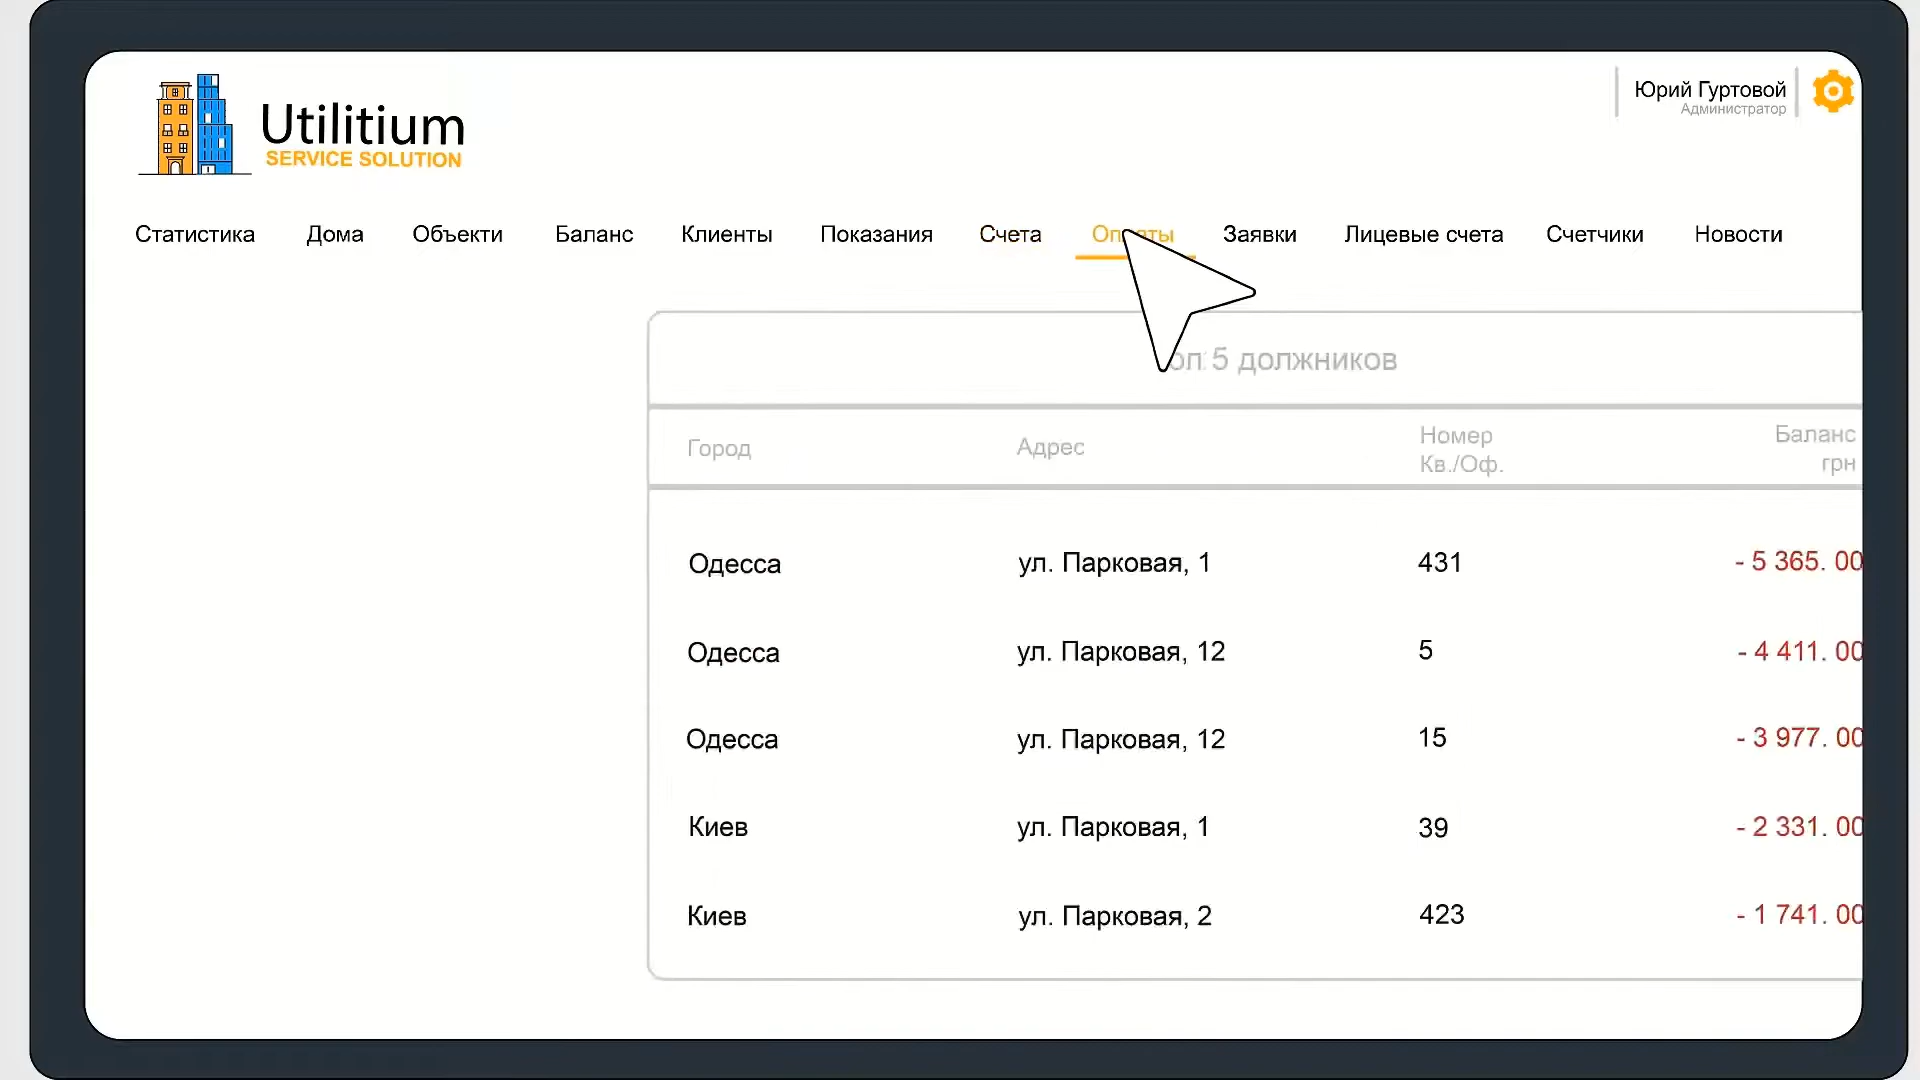 Utilitium
SERVICE SOLUTION
Юрий Гуртовой
Администратор
Статистика Дома Объекти Баланс Клиенты Показания Счета Заявки Лицевые счета Счетчики Новости
5 должников
Город Адрес Номер Кв./Оф. Баланс грн
Одесса ул. Парковая, 1 431 - 5 365. 00
Одесса ул. Парковая, 12 5 - 4 411. 00
Одесса ул. Парковая, 12 15 - 3 977. 00
Киев ул. Парковая, 1 39 - 2 331. 00
Киев ул. Парковая, 2 423 - 1 741. 00